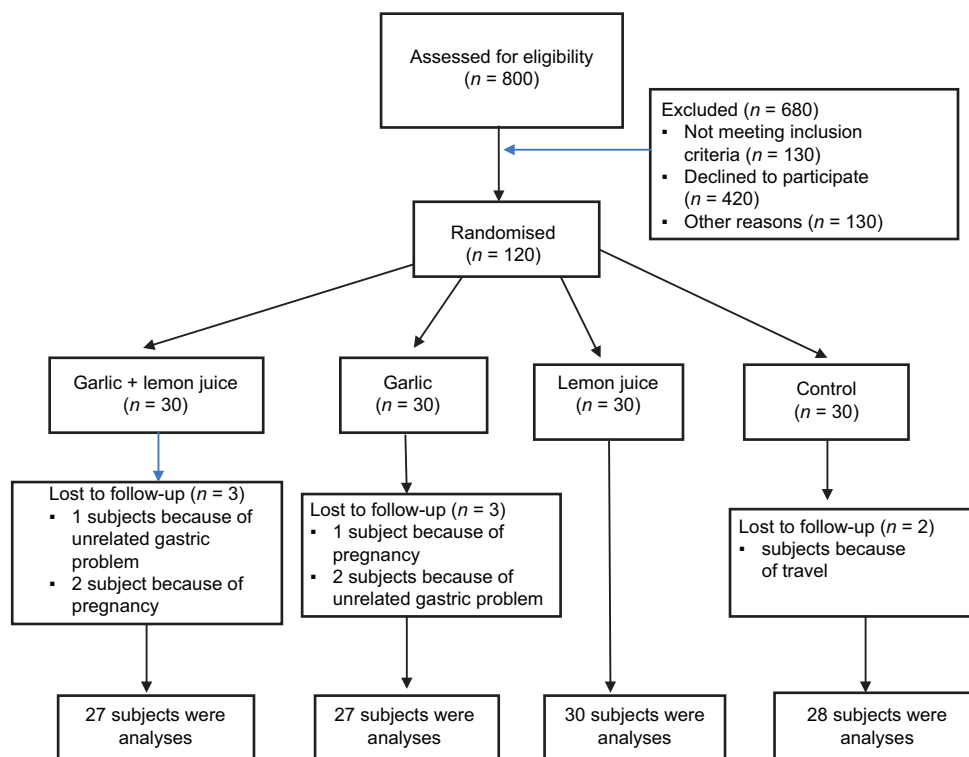 Assessed for eligibility
(n = 800)
Excluded (n = 680)
▪ Not meeting inclusion
criteria (n = 130)
▪ Declined to participate
(n = 420)
▪ Other reasons (n = 130)
Randomised
(n = 120)
Garlic + lemon juice
(n = 30)
Garlic
(n = 30)
Lemon juice
(n = 30)
Control
(n = 30)
Lost to follow-up (n = 3)
▪ 1 subjects because of
unrelated gastric
problem
▪ 2 subject because of
pregnancy
Lost to follow-up (n = 3)
▪ 1 subject because of
pregnancy
▪ 2 subjects because of
unrelated gastric problem
Lost to follow-up (n = 2)
▪ subjects because
of travel
27 subjects were
analyses
27 subjects were
analyses
30 subjects were
analyses
28 subjects were
analyses